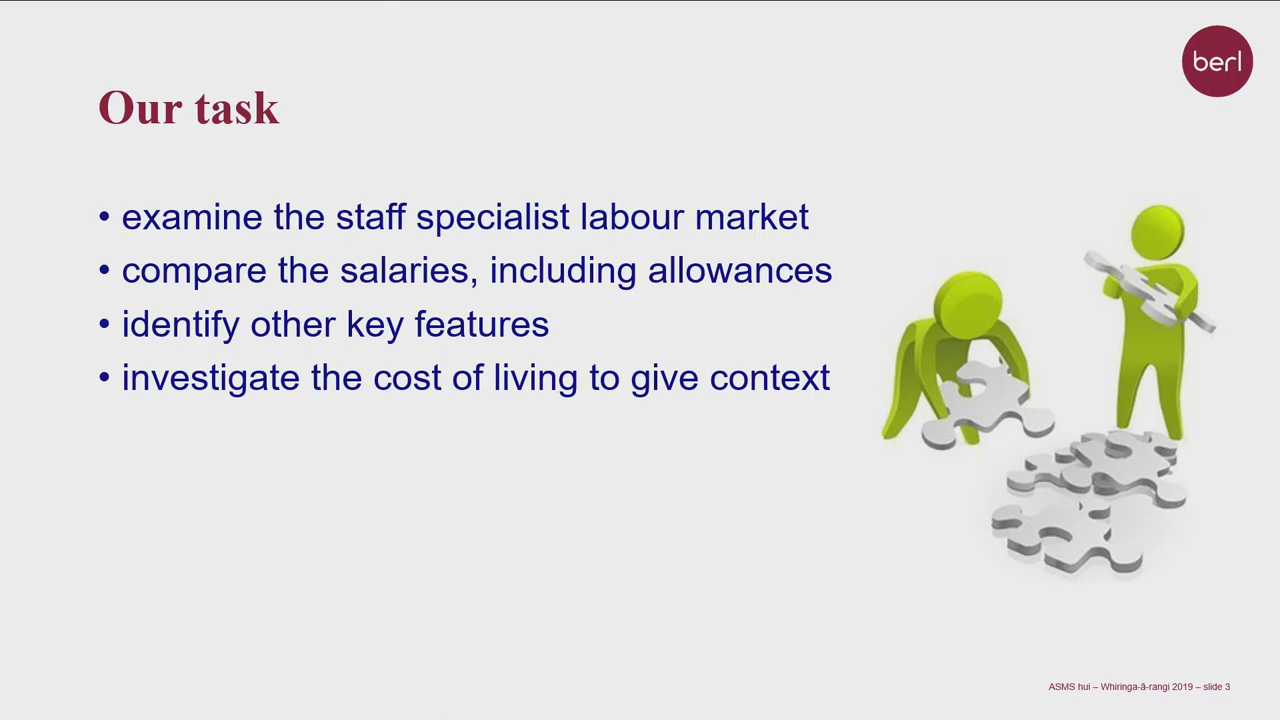 berl
Our task
• examine the staff specialist labour market
• compare the salaries, including allowances
• identify other key features
• investigate the cost of living to give context
ASMS hui – Whiringa-ā-rangi 2019 – slide 3